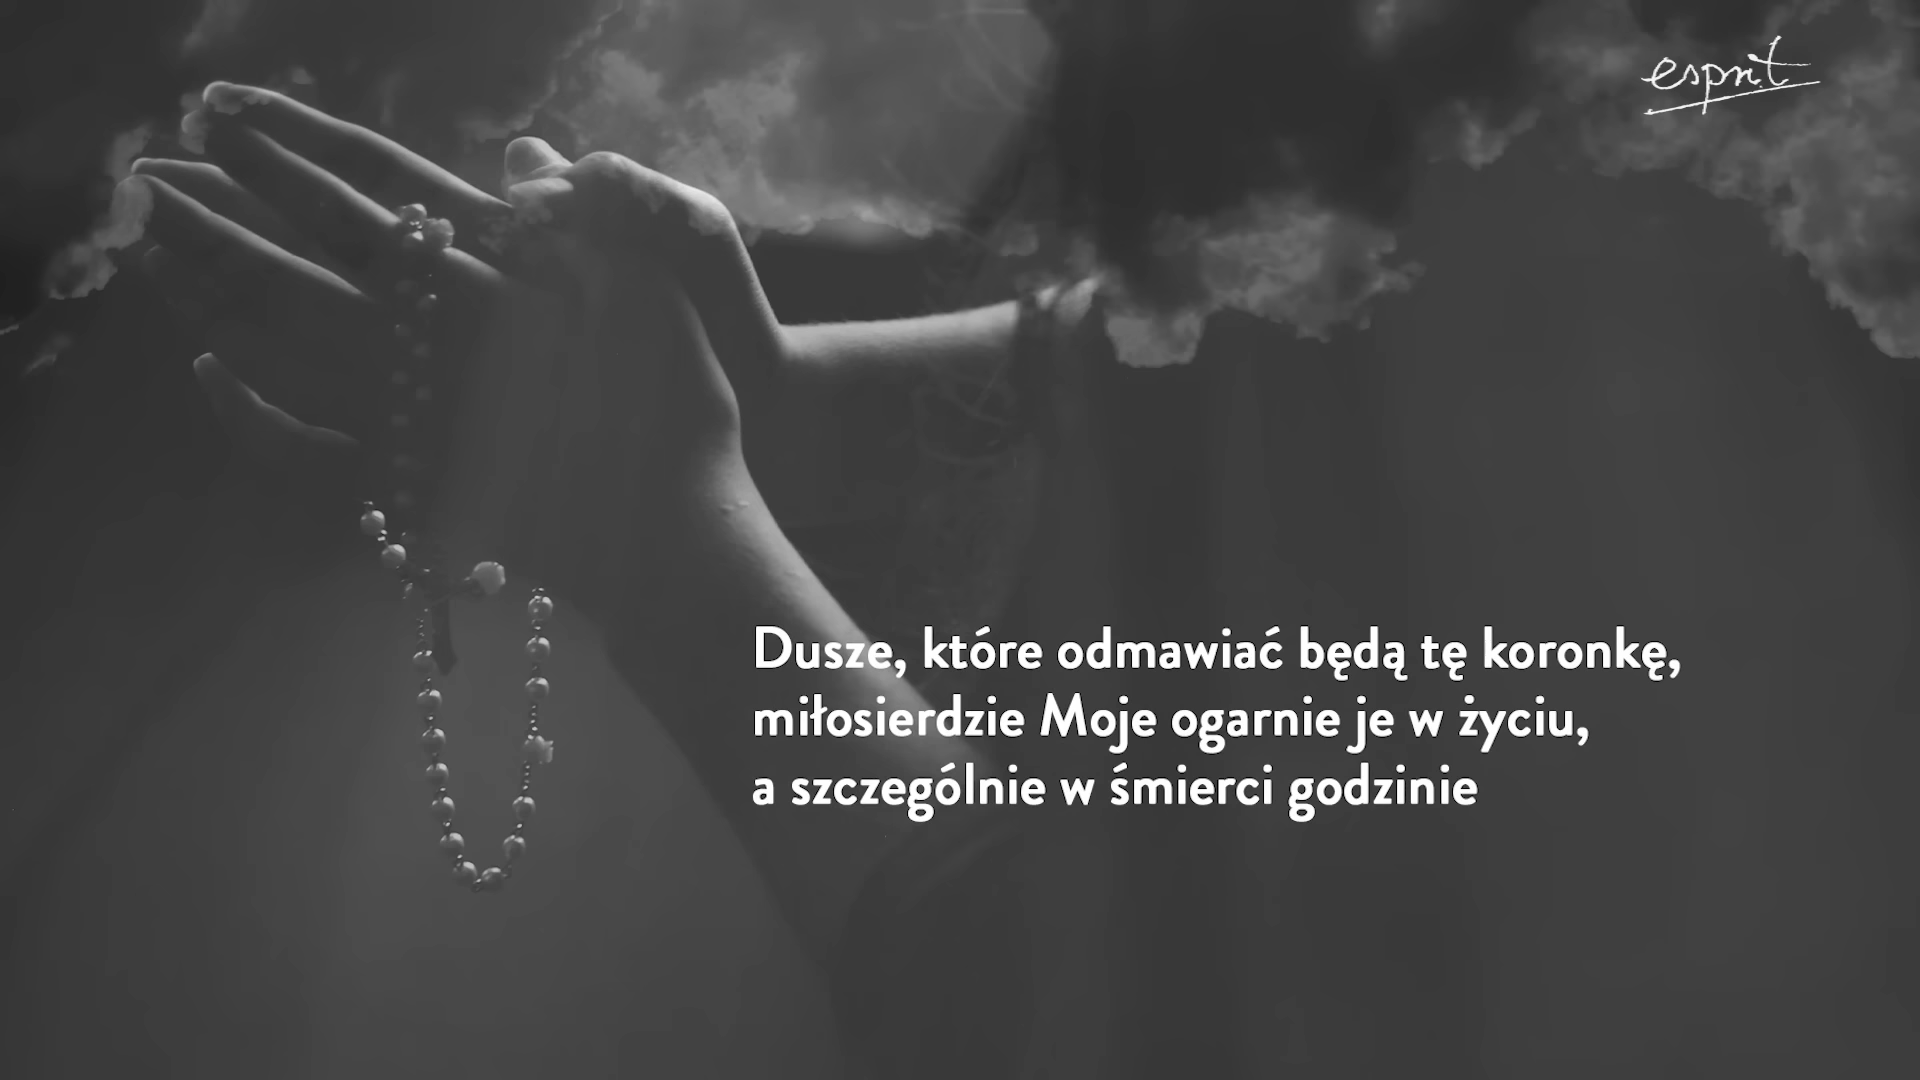 esprit
Dusze, które odmawiać będą tę koronkę,
miłosierdzie Moje ogarnie je w życiu,
a szczególnie w śmierci godzinie